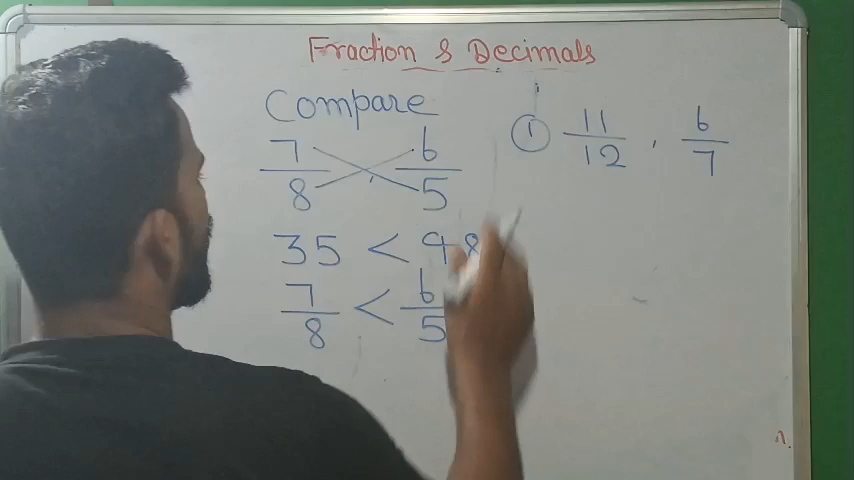 Fraction & Decimals
Compare
7/8 6/5
35 < 48
7/8 < 6/5
① 11/12 , 6/7